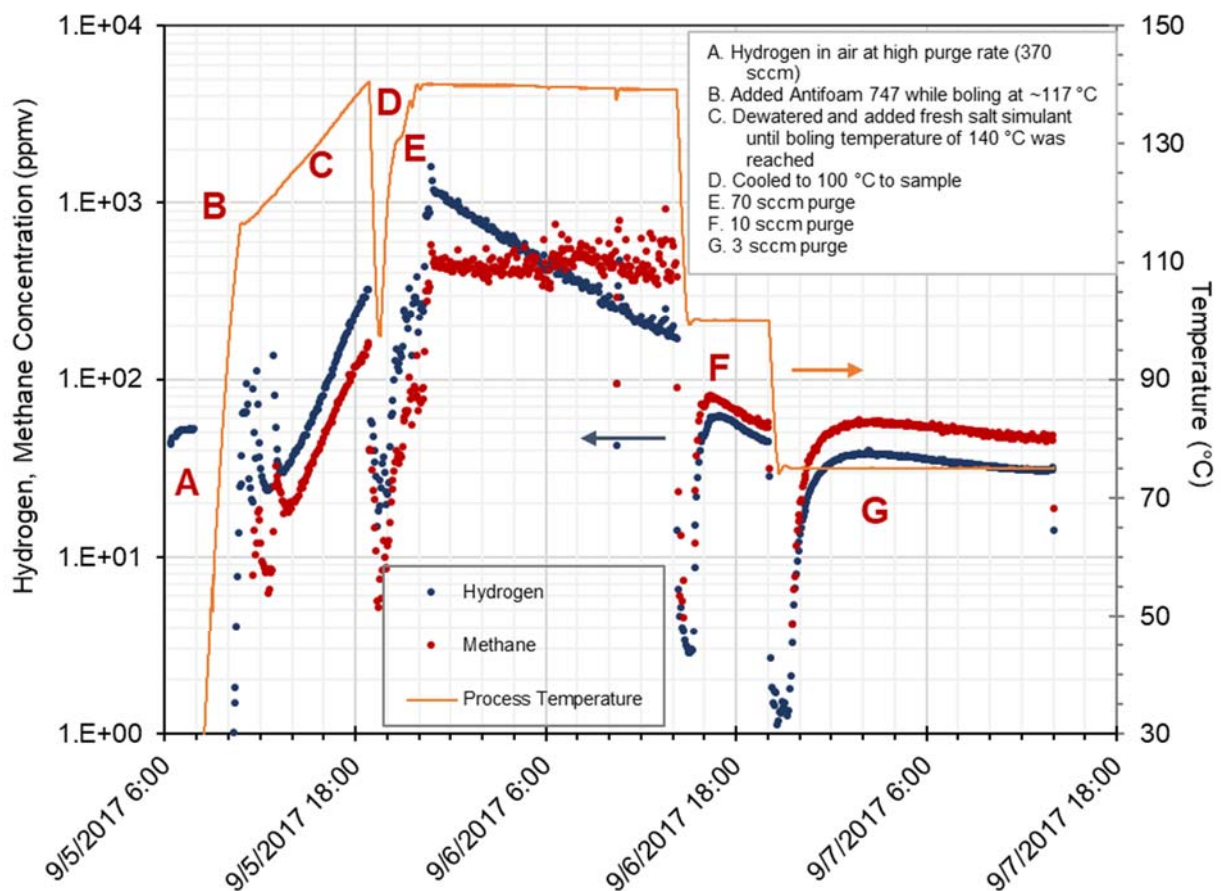 1.E+04
1.E+03
1.E+02
1.E+01
1.E+00
Hydrogen, Methane Concentration (ppmv)
A
B
C
D
E
F
G
A. Hydrogen in air at high purge rate (370
sccm)
B. Added Antifoam 747 while boling at ~117 °C
C. Dewatered and added fresh salt simulant
until boling temperature of 140 °C was
reached
D. Cooled to 100 °C to sample
E. 70 sccm purge
F. 10 sccm purge
G. 3 sccm purge
Hydrogen
Methane
Process Temperature
150
130
110
90
70
50
30
Temperature (°C)
9/5/2017 6:00
9/5/2017 18:00
9/6/2017 6:00
9/6/2017 18:00
9/7/2017 6:00
9/7/2017 18:00